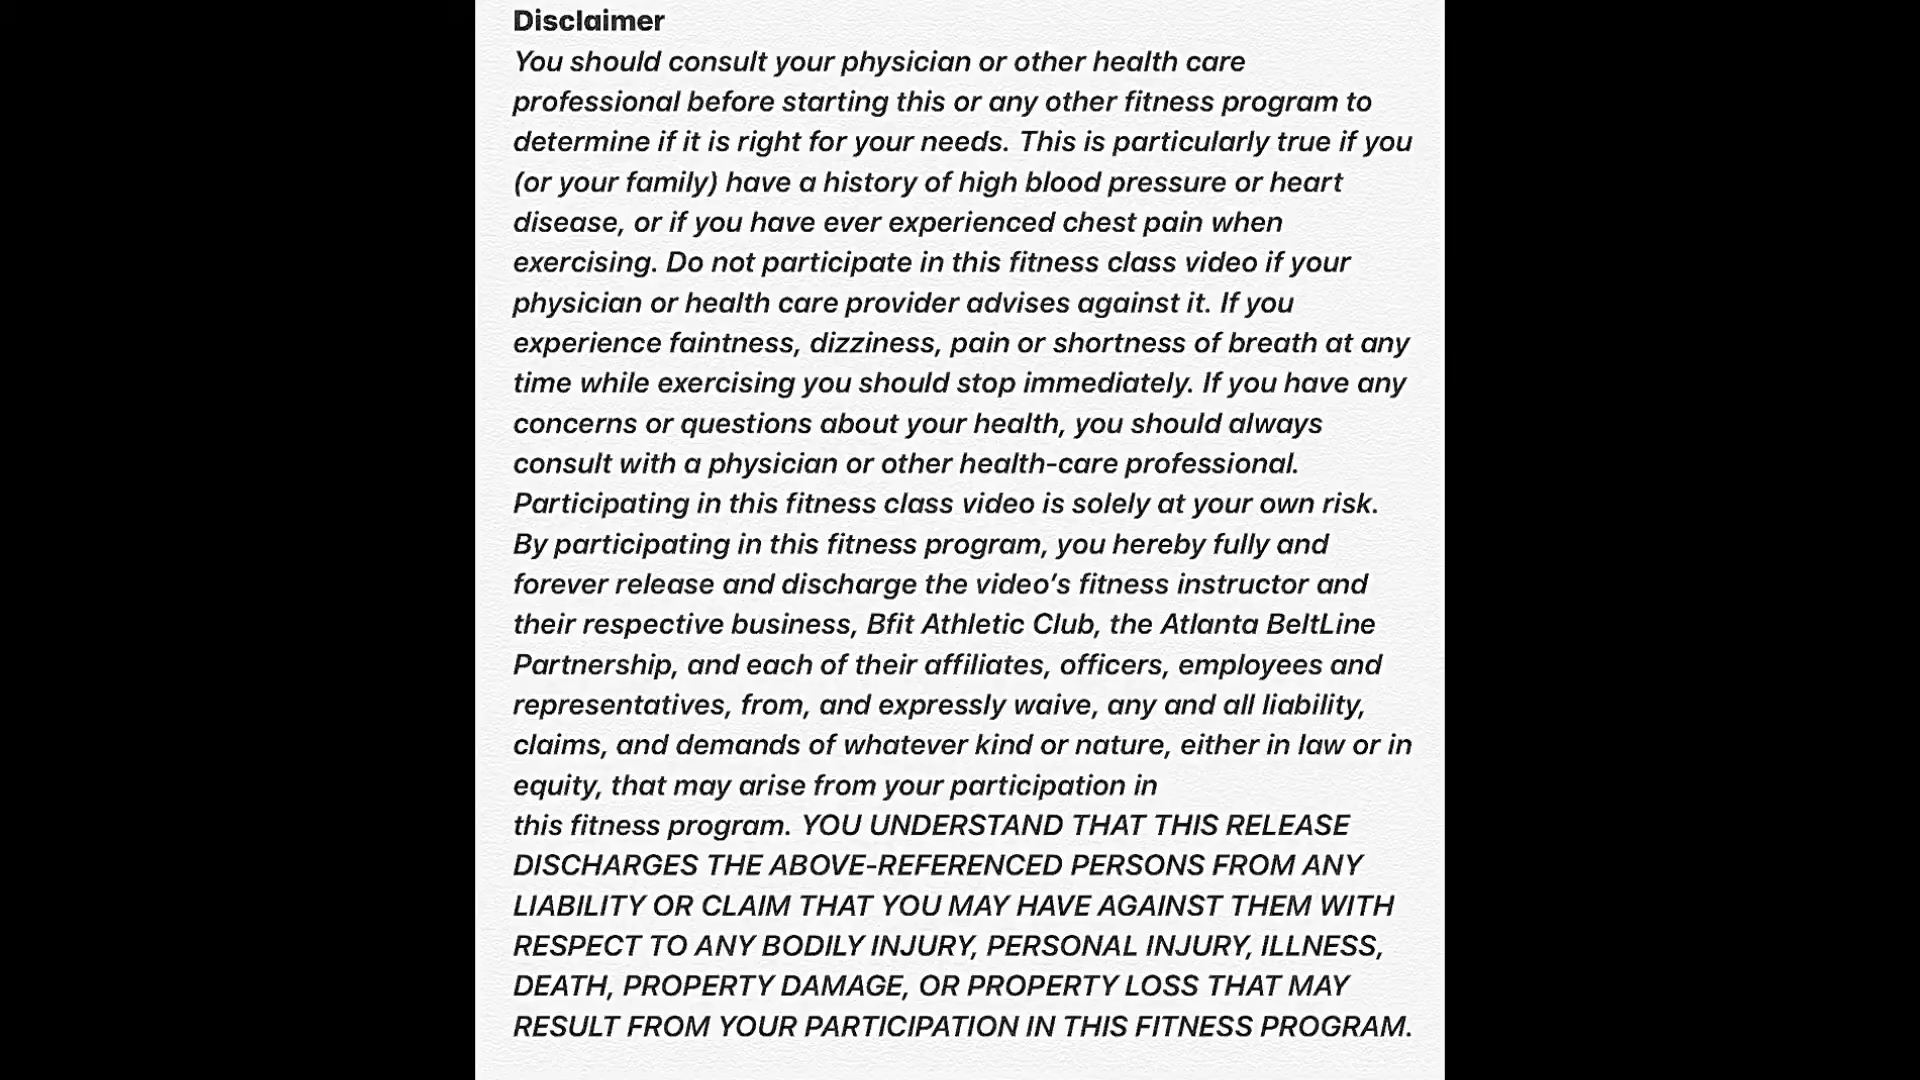 Disclaimer
You should consult your physician or other health care
professional before starting this or any other fitness program to
determine if it is right for your needs. This is particularly true if you
(or your family) have a history of high blood pressure or heart
disease, or if you have ever experienced chest pain when
exercising. Do not participate in this fitness class video if your
physician or health care provider advises against it. If you
experience faintness, dizziness, pain or shortness of breath at any
time while exercising you should stop immediately. If you have any
concerns or questions about your health, you should always
consult with a physician or other health-care professional.
Participating in this fitness class video is solely at your own risk.
By participating in this fitness program, you hereby fully and
forever release and discharge the video’s fitness instructor and
their respective business, Bfit Athletic Club, the Atlanta BeltLine
Partnership, and each of their affiliates, officers, employees and
representatives, from, and expressly waive, any and all liability,
claims, and demands of whatever kind or nature, either in law or in
equity, that may arise from your participation in
this fitness program. YOU UNDERSTAND THAT THIS RELEASE
DISCHARGES THE ABOVE-REFERENCED PERSONS FROM ANY
LIABILITY OR CLAIM THAT YOU MAY HAVE AGAINST THEM WITH
RESPECT TO ANY BODILY INJURY, PERSONAL INJURY, ILLNESS,
DEATH, PROPERTY DAMAGE, OR PROPERTY LOSS THAT MAY
RESULT FROM YOUR PARTICIPATION IN THIS FITNESS PROGRAM.